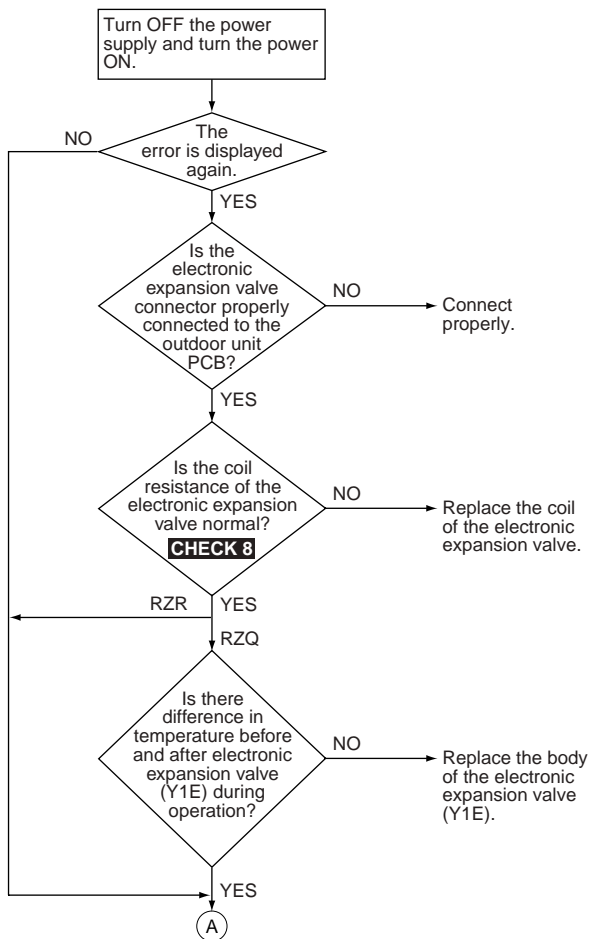 Turn OFF the power
supply and turn the power
ON.
NO
The
error is displayed
again.
YES
Is the
electronic
expansion valve
connector properly
connected to the
outdoor unit
PCB?
NO
Connect
properly.
YES
Is the coil
resistance of the
electronic expansion
valve normal?
CHECK 8
NO
Replace the coil
of the electronic
expansion valve.
RZR
YES
RZQ
Is there
difference in
temperature before
and after electronic
expansion valve
(Y1E) during
operation?
NO
Replace the body
of the electronic
expansion valve
(Y1E).
YES
A